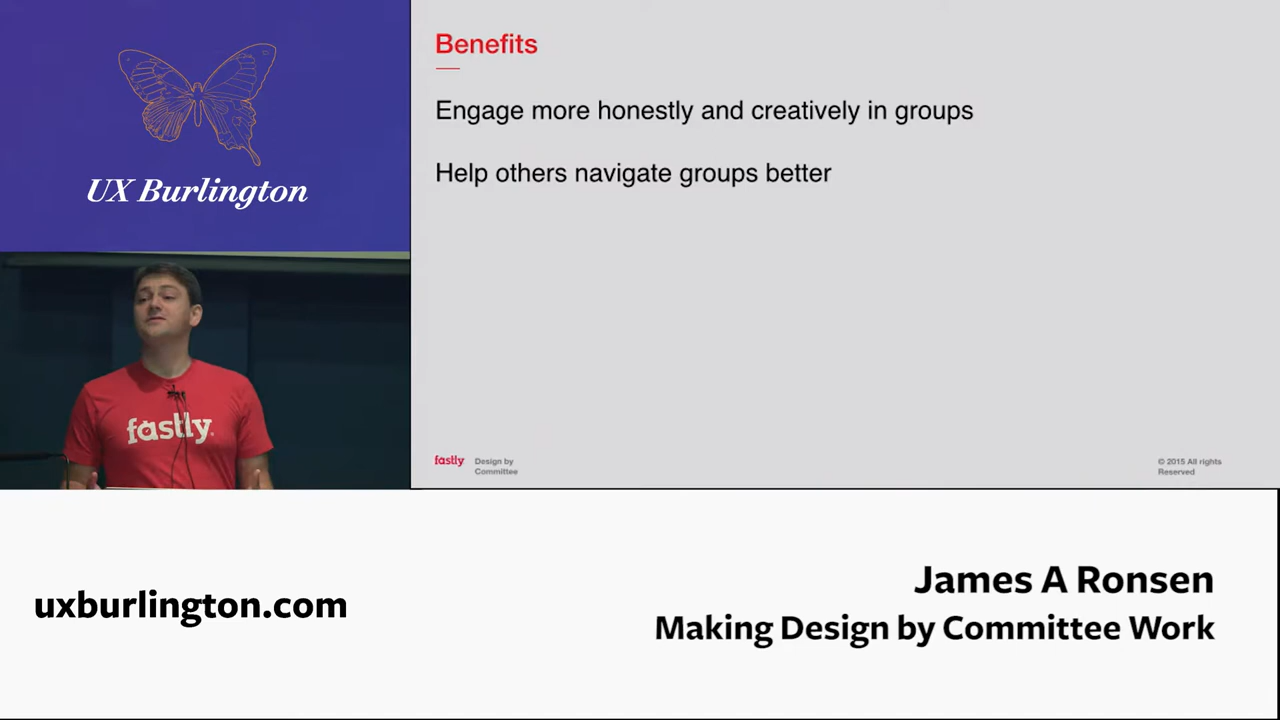 Benefits
Engage more honestly and creatively in groups
Help others navigate groups better
UX Burlington
fastly
fastly
Design by
Committee
© 2015 All rights
Reserved
James A Ronsen
uxburlington.com
Making Design by Committee Work